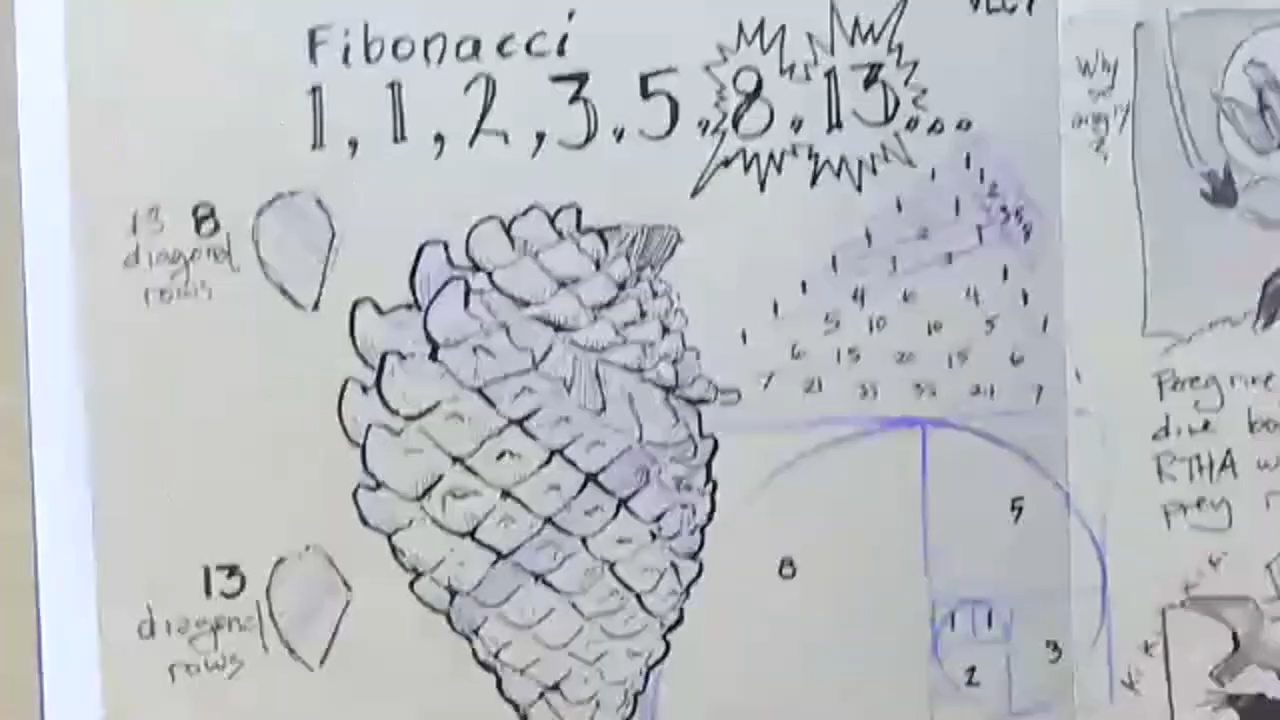 Fibonacci
1, 1, 2, 3, 5, 8, 13...
13 8
diagonal
rows
13
diagonal
rows
1
1 1
1 2 1
1 3 3 1
1 4 6 4 1
1 5 10 10 5 1
1 6 15 20 15 6
7 21 35 35 21 7
8
5
1 1
2
3
Why
so
angry
?
Peregrine
dive
RTHA
prey